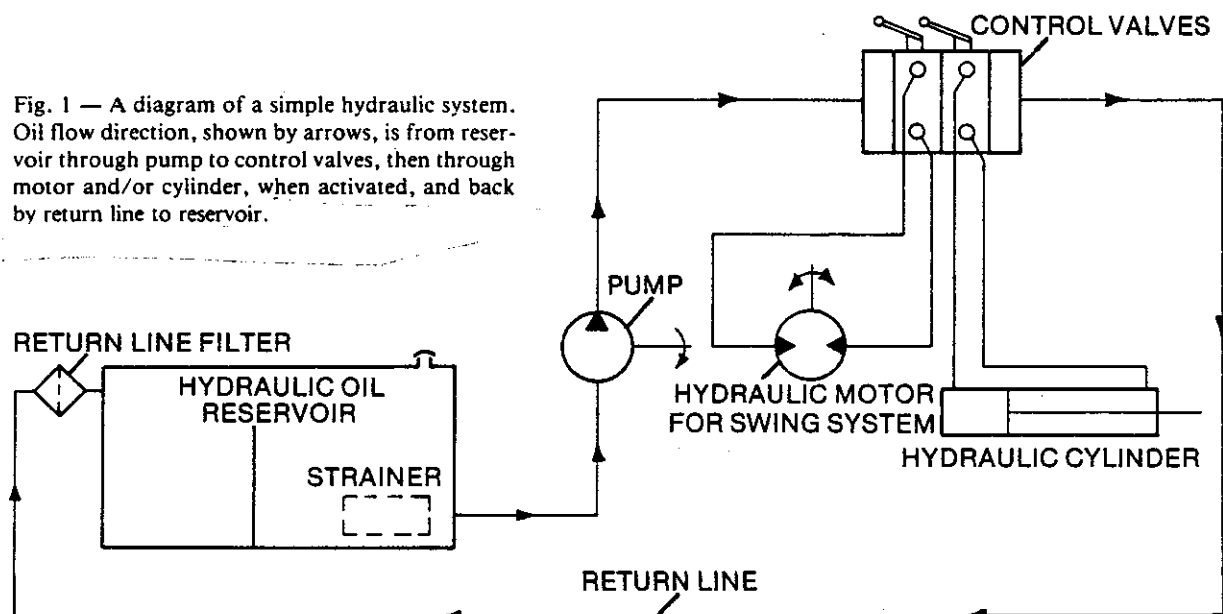 Fig. 1 — A diagram of a simple hydraulic system.
Oil flow direction, shown by arrows, is from reser-
voir through pump to control valves, then through
motor and/or cylinder, when activated, and back
by return line to reservoir.
CONTROL VALVES
PUMP
RETURN LINE FILTER
HYDRAULIC OIL
RESERVOIR
STRAINER
HYDRAULIC MOTOR
FOR SWING SYSTEM
HYDRAULIC CYLINDER
RETURN LINE